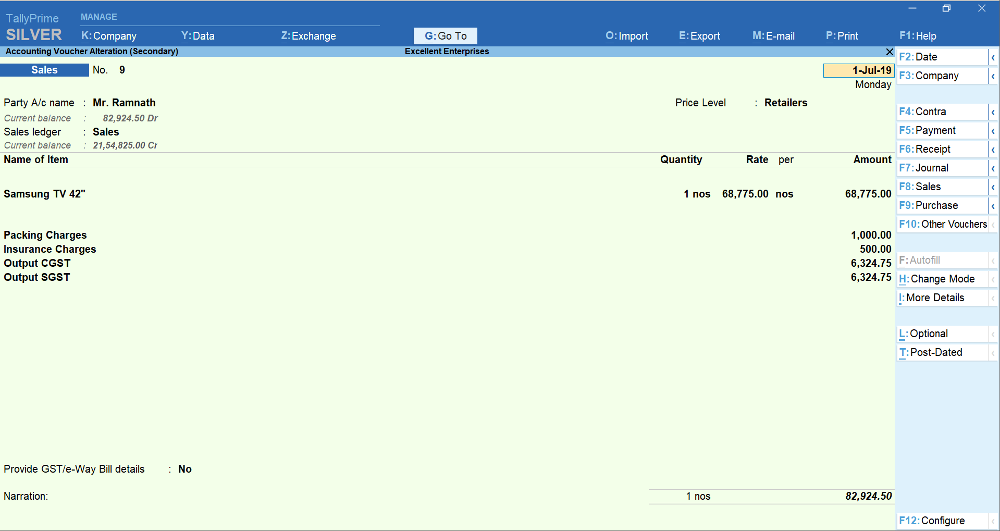 TallyPrime
SILVER
MANAGE
K:Company Y:Data Z:Exchange G:Go To O:Import E:Export M:E-mail P:Print F1:Help
Accounting Voucher Alteration (Secondary) Excellent Enterprises
Sales No. 9 1-Jul-19
Monday
Party A/c name : Mr. Ramnath Price Level : Retailers
Current balance : 82,924.50 Dr
Sales ledger : Sales
Current balance : 21,54,825.00 Cr
Name of Item Quantity Rate per Amount
Samsung TV 42" 1 nos 68,775.00 nos 68,775.00
Packing Charges 1,000.00
Insurance Charges 500.00
Output CGST 6,324.75
Output SGST 6,324.75
Provide GST/e-Way Bill details : No
Narration: 1 nos 82,924.50
F2:Date
F3:Company
F4:Contra
F5:Payment
F6:Receipt
F7:Journal
F8:Sales
F9:Purchase
F10:Other Vouchers
F:Autofill
H:Change Mode
I:More Details
L:Optional
T:Post-Dated
F12:Configure